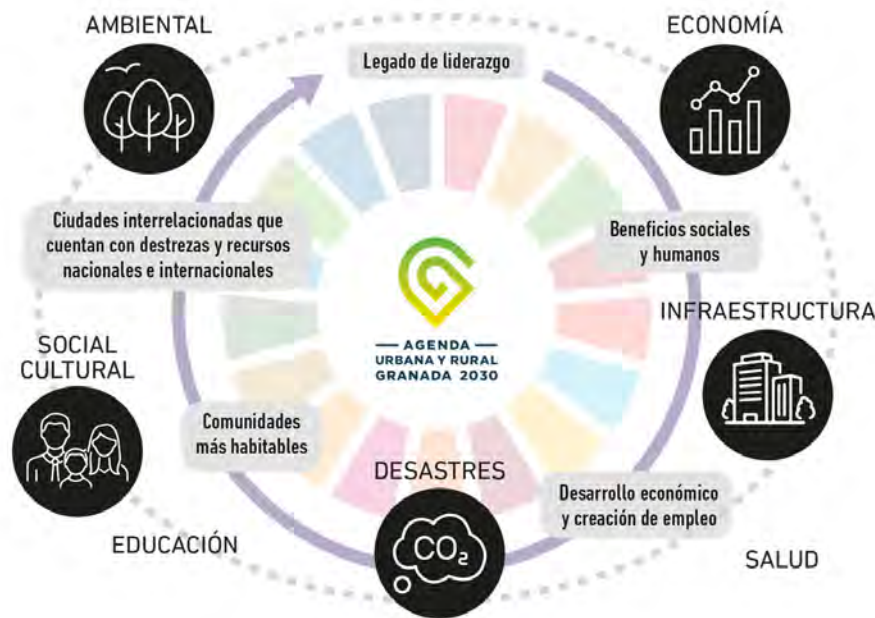 AMBIENTAL
ECONOMÍA
Legado de liderazgo
Ciudades interrelacionadas que
cuentan con destrezas y recursos
nacionales e internacionales
Beneficios sociales
y humanos
AGENDA
URBANA Y RURAL
GRANADA 2030
INFRAESTRUCTURA
SOCIAL
CULTURAL
Comunidades
más habitables
DESASTRES
CO₂
Desarrollo económico
y creación de empleo
EDUCACIÓN
SALUD